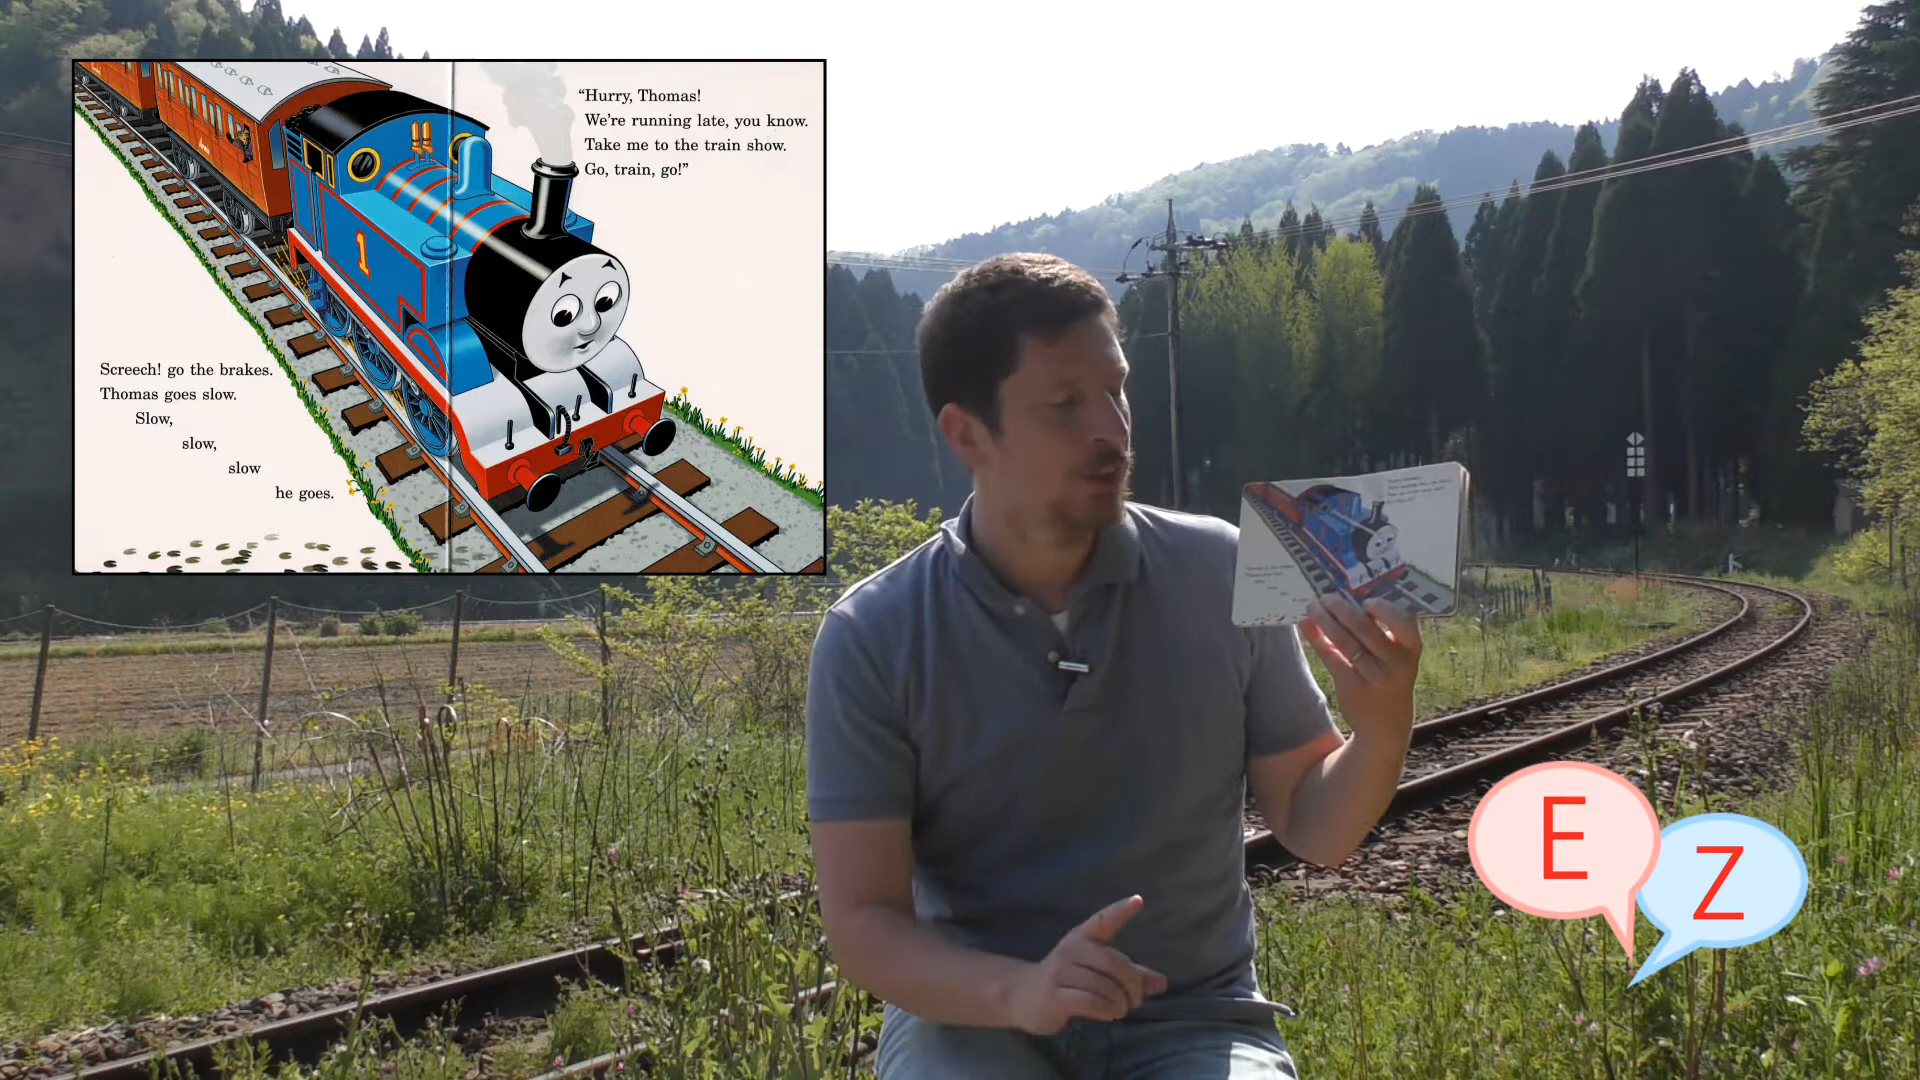 “Hurry, Thomas!
We’re running late, you know.
Take me to the train show.
Go, train, go!”
1
Screech! go the brakes.
Thomas goes slow.
Slow,
slow,
slow
he goes.
E
Z